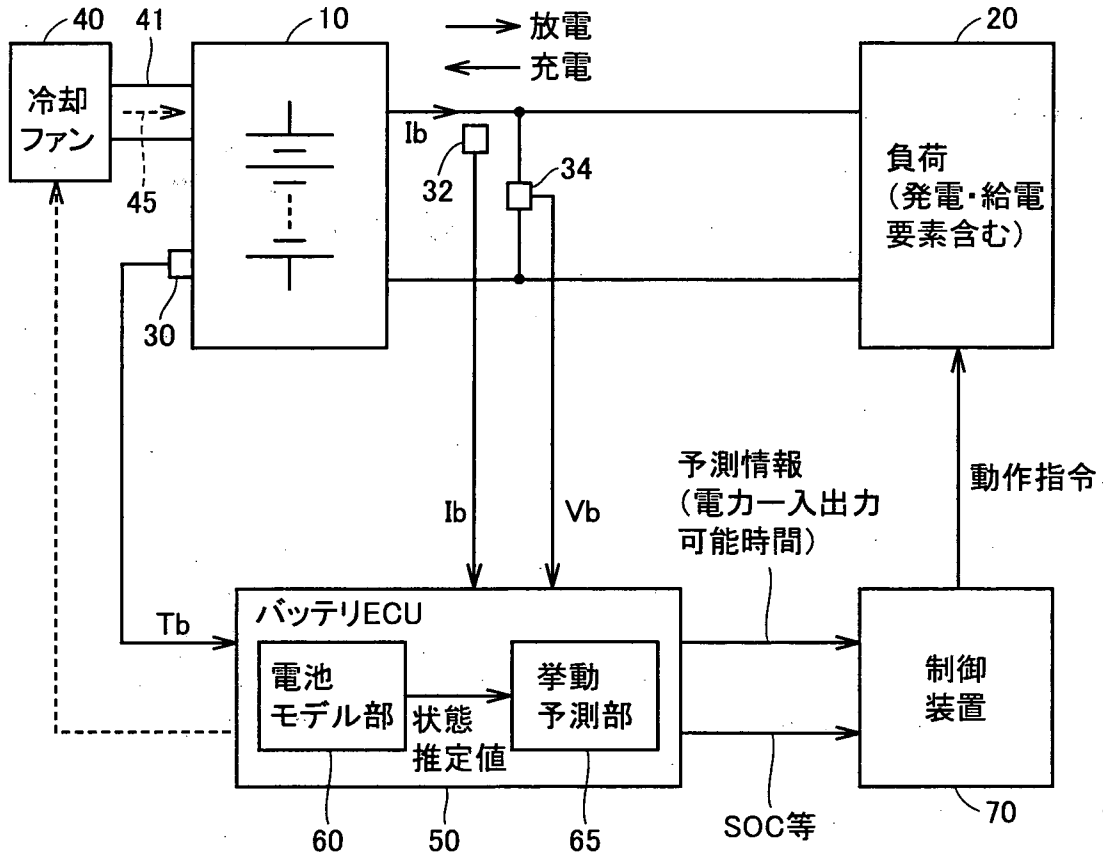 40
41
10
放電
充電
20
冷却
ファン
45
Ib
32
34
負荷
(発電・給電
要素含む)
30
予測情報
(電力ー入出力
可能時間)
動作指令
Ib
Vb
Tb
バッテリECU
電池
モデル部
状態
推定値
挙動
予測部
制御
装置
60
50
65
SOC等
70